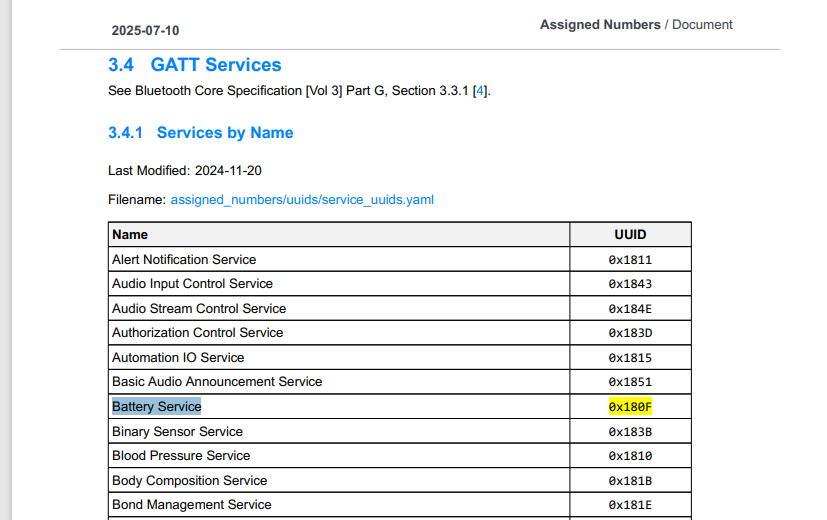 2025-07-10
Assigned Numbers / Document
3.4 GATT Services
See Bluetooth Core Specification [Vol 3] Part G, Section 3.3.1 [4].
3.4.1 Services by Name
Last Modified: 2024-11-20
Filename: assigned_numbers/uuids/service_uuids.yaml
Name UUID
Alert Notification Service 0x1811
Audio Input Control Service 0x1843
Audio Stream Control Service 0x184E
Authorization Control Service 0x183D
Automation IO Service 0x1815
Basic Audio Announcement Service 0x1851
Battery Service 0x180F
Binary Sensor Service 0x183B
Blood Pressure Service 0x1810
Body Composition Service 0x181B
Bond Management Service 0x181E